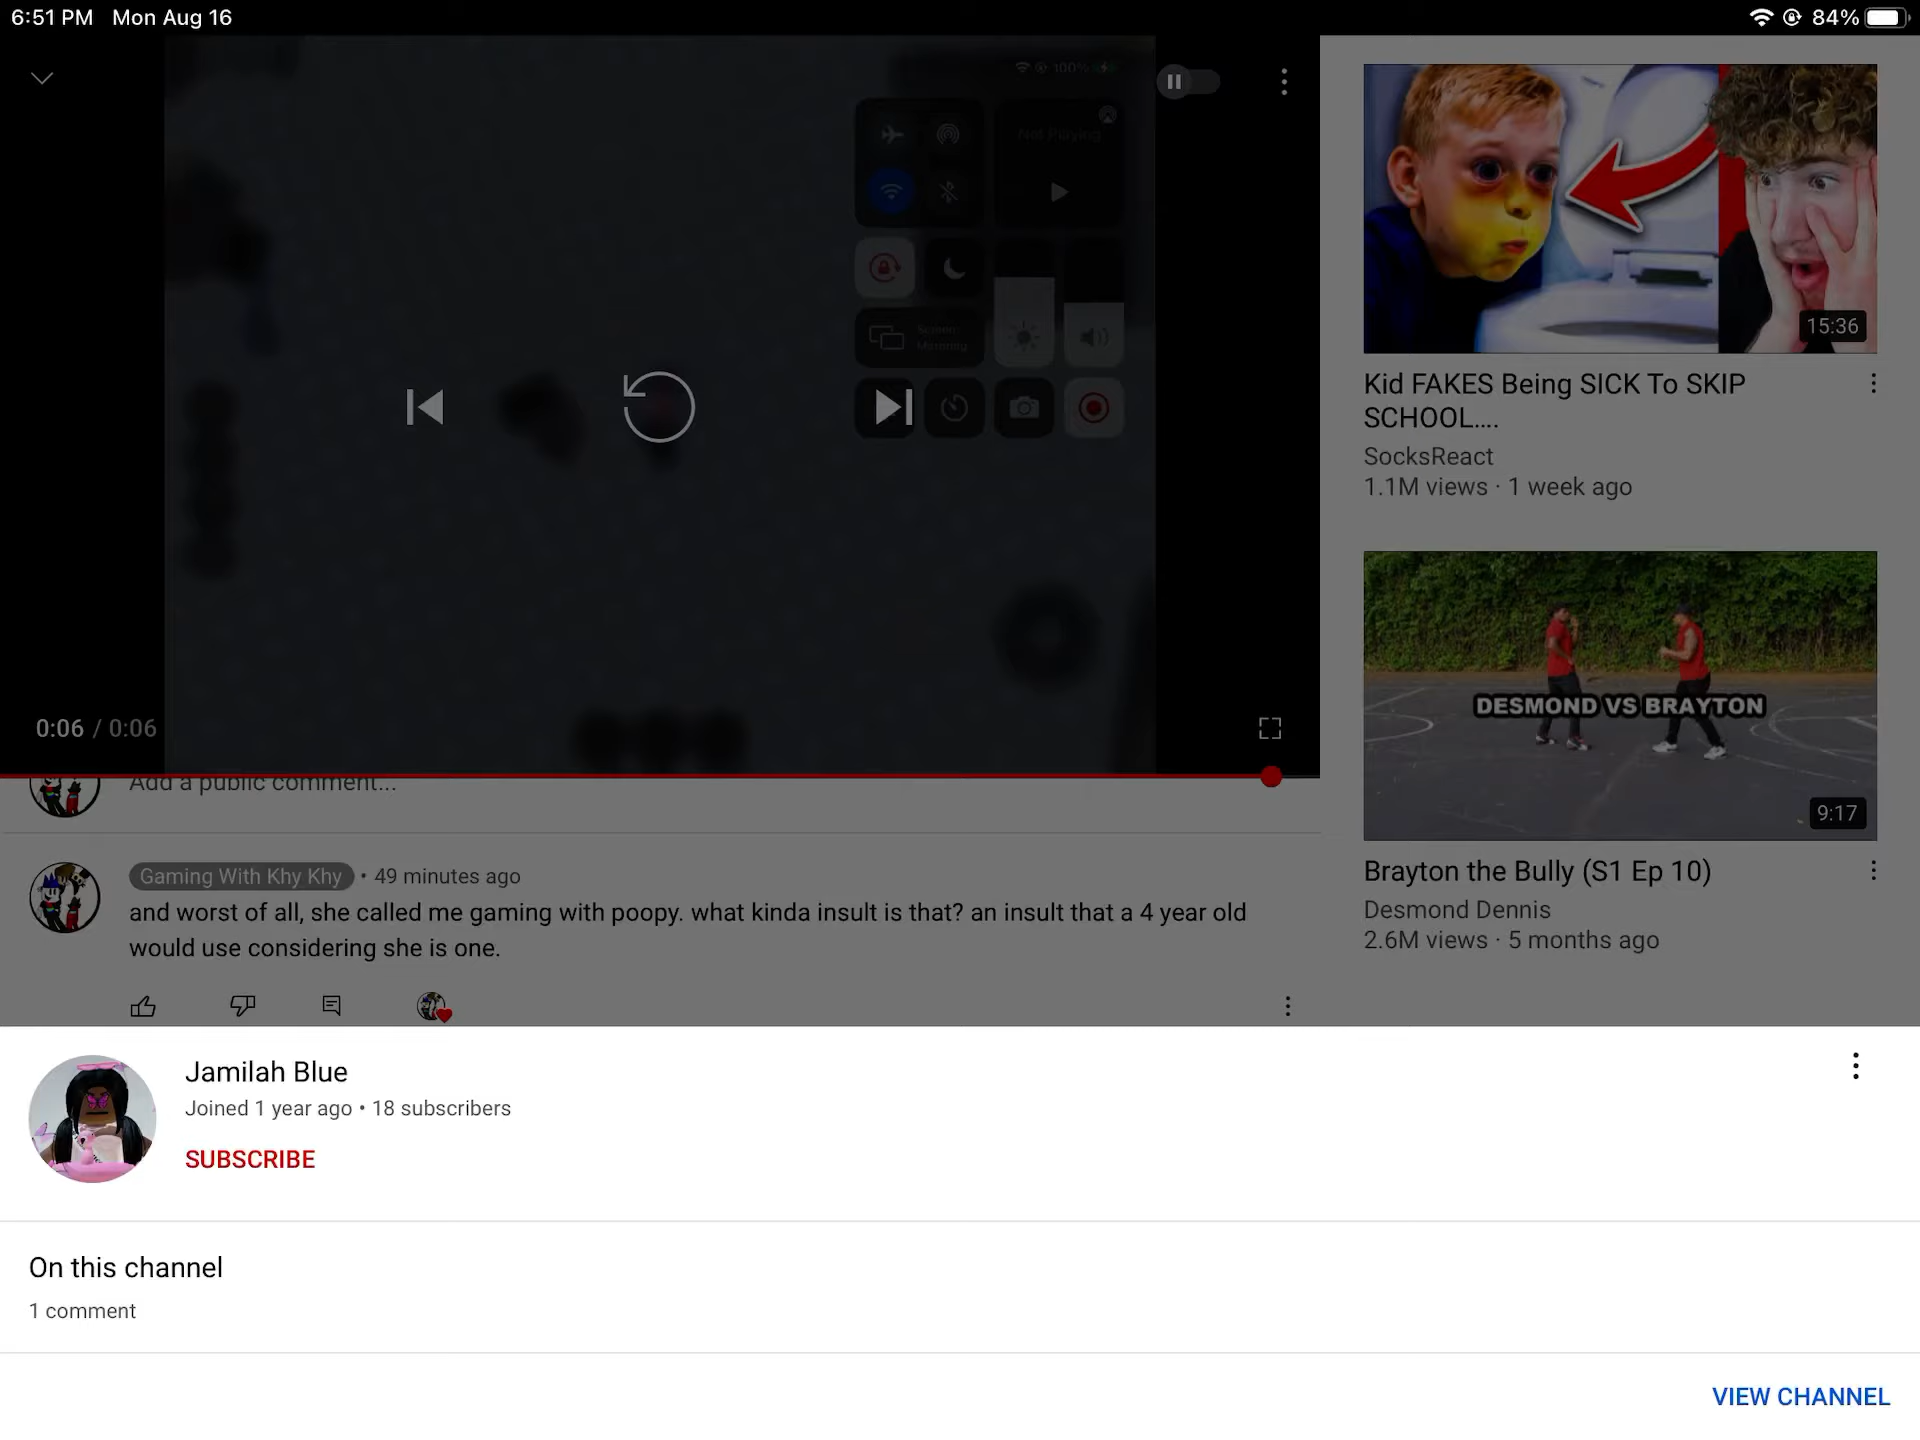 6:51 PM Mon Aug 16
84%
100%
Not Playing
Screen
Mirroring
0:06 / 0:06
Add a public comment...
Gaming With Khy Khy • 49 minutes ago
and worst of all, she called me gaming with poopy. what kinda insult is that? an insult that a 4 year old
would use considering she is one.
15:36
Kid FAKES Being SICK To SKIP
SCHOOL....
SocksReact
1.1M views · 1 week ago
DESMOND VS BRAYTON
9:17
Brayton the Bully (S1 Ep 10)
Desmond Dennis
2.6M views · 5 months ago
Jamilah Blue
Joined 1 year ago • 18 subscribers
SUBSCRIBE
On this channel
1 comment
VIEW CHANNEL